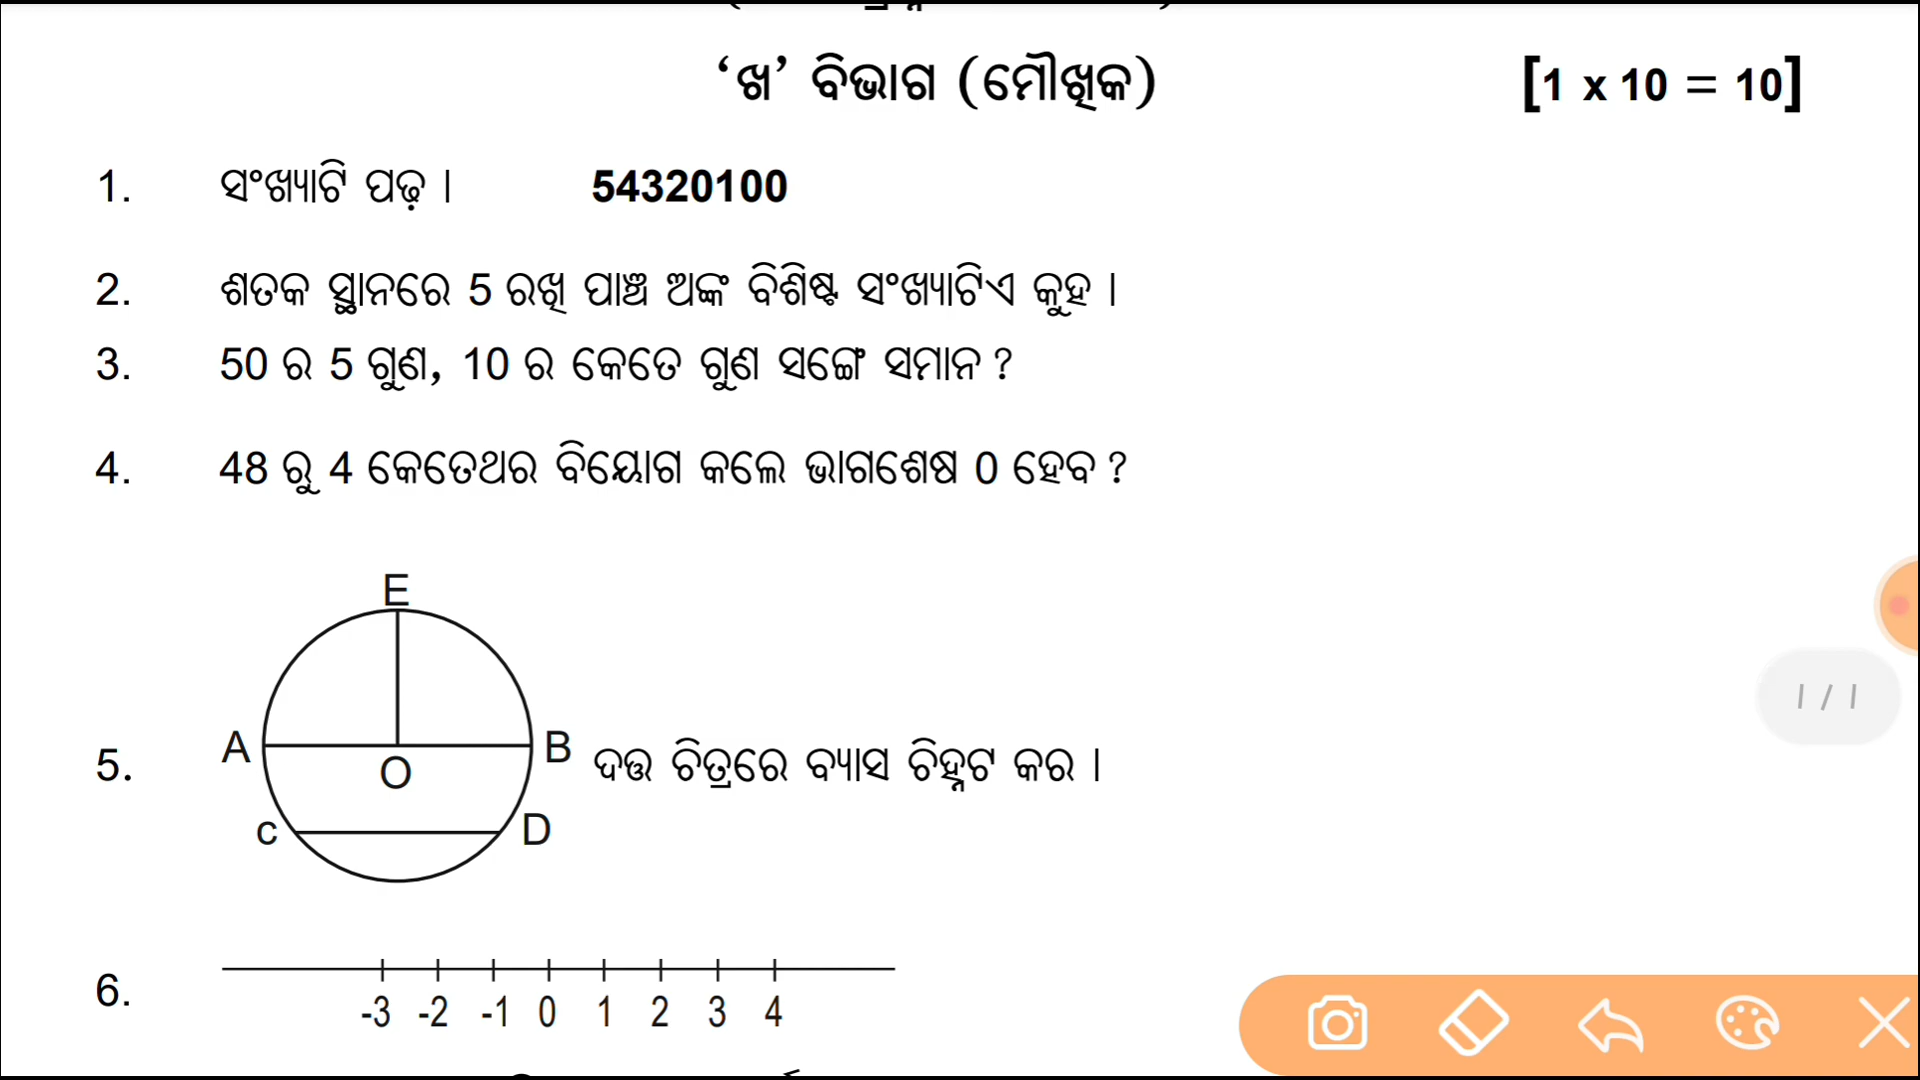 ‘ଖ’ ବିଭାଗ (ମୌଖିକ) [1 x 10 = 10]
1. ସଂଖ୍ୟାଟି ପଢ଼ । 54320100
2. ଶତକ ସ୍ଥାନରେ 5 ରଖି ପାଞ୍ଚ ଅଙ୍କ ବିଶିଷ୍ଟ ସଂଖ୍ୟାଟିଏ କୁହ ।
3. 50 ର 5 ଗୁଣ, 10 ର କେତେ ଗୁଣ ସଙ୍ଗେ ସମାନ ?
4. 48 ରୁ 4 କେତେଥର ବିୟୋଗ କଲେ ଭାଗଶେଷ 0 ହେବ ?
E
5. A O B ଦତ୍ତ ଚିତ୍ରରେ ବ୍ୟାସ ଚିହ୍ନଟ କର ।
c D
6. -3 -2 -1 0 1 2 3 4
1 / 1